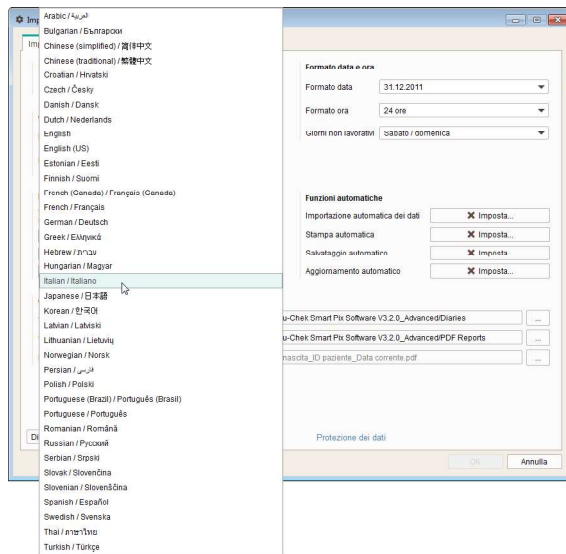 Arabic / العربية
Bulgarian / Български
Chinese (simplified) / 简体中文
Chinese (traditional) / 繁體中文
Croatian / Hrvatski
Czech / Česky
Danish / Dansk
Dutch / Nederlands
English
English (US)
Estonian / Eesti
Finnish / Suomi
French (Canada) / Français (Canada)
French / Français
German / Deutsch
Greek / Ελληνικά
Hebrew / עברית
Hungarian / Magyar
Italian / Italiano
Japanese / 日本語
Korean / 한국어
Latvian / Latviski
Lithuanian / Lietuvių
Norwegian / Norsk
Persian / فارسی
Polish / Polski
Portuguese (Brazil) / Português (Brasil)
Portuguese / Português
Romanian / Română
Russian / Русский
Serbian / Srpski
Slovak / Slovenčina
Slovenian / Slovenščina
Spanish / Español
Swedish / Svenska
Thai / ภาษาไทย
Turkish / Türkçe
Imp
Imp
Di
Formato data e ora
Formato data 31.12.2011
Formato ora 24 ore
Giorni non lavorativi Sabato / domenica
Funzioni automatiche
Importazione automatica dei dati Imposta...
Stampa automatica Imposta...
Salvataggio automatico Imposta...
Aggiornamento automatico Imposta...
u-Chek Smart Pix Software V3.2.0_Advanced/Diaries ...
u-Chek Smart Pix Software V3.2.0_Advanced/PDF Reports ...
nascita_ID paziente_Data corrente.pdf ...
Protezione dei dati
OK Annulla